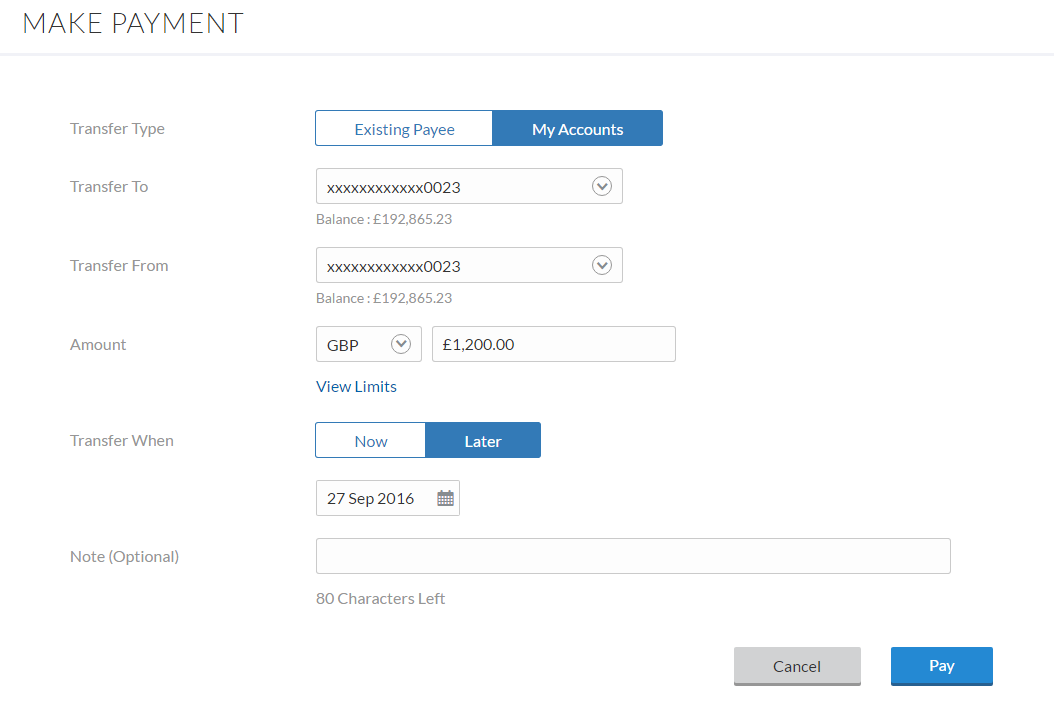 MAKE PAYMENT
Transfer Type
Existing Payee
My Accounts
Transfer To
xxxxxxxxxxxx0023
Balance : £192,865.23
Transfer From
xxxxxxxxxxxx0023
Balance : £192,865.23
Amount
GBP
£1,200.00
View Limits
Transfer When
Now
Later
27 Sep 2016
Note (Optional)
80 Characters Left
Cancel
Pay